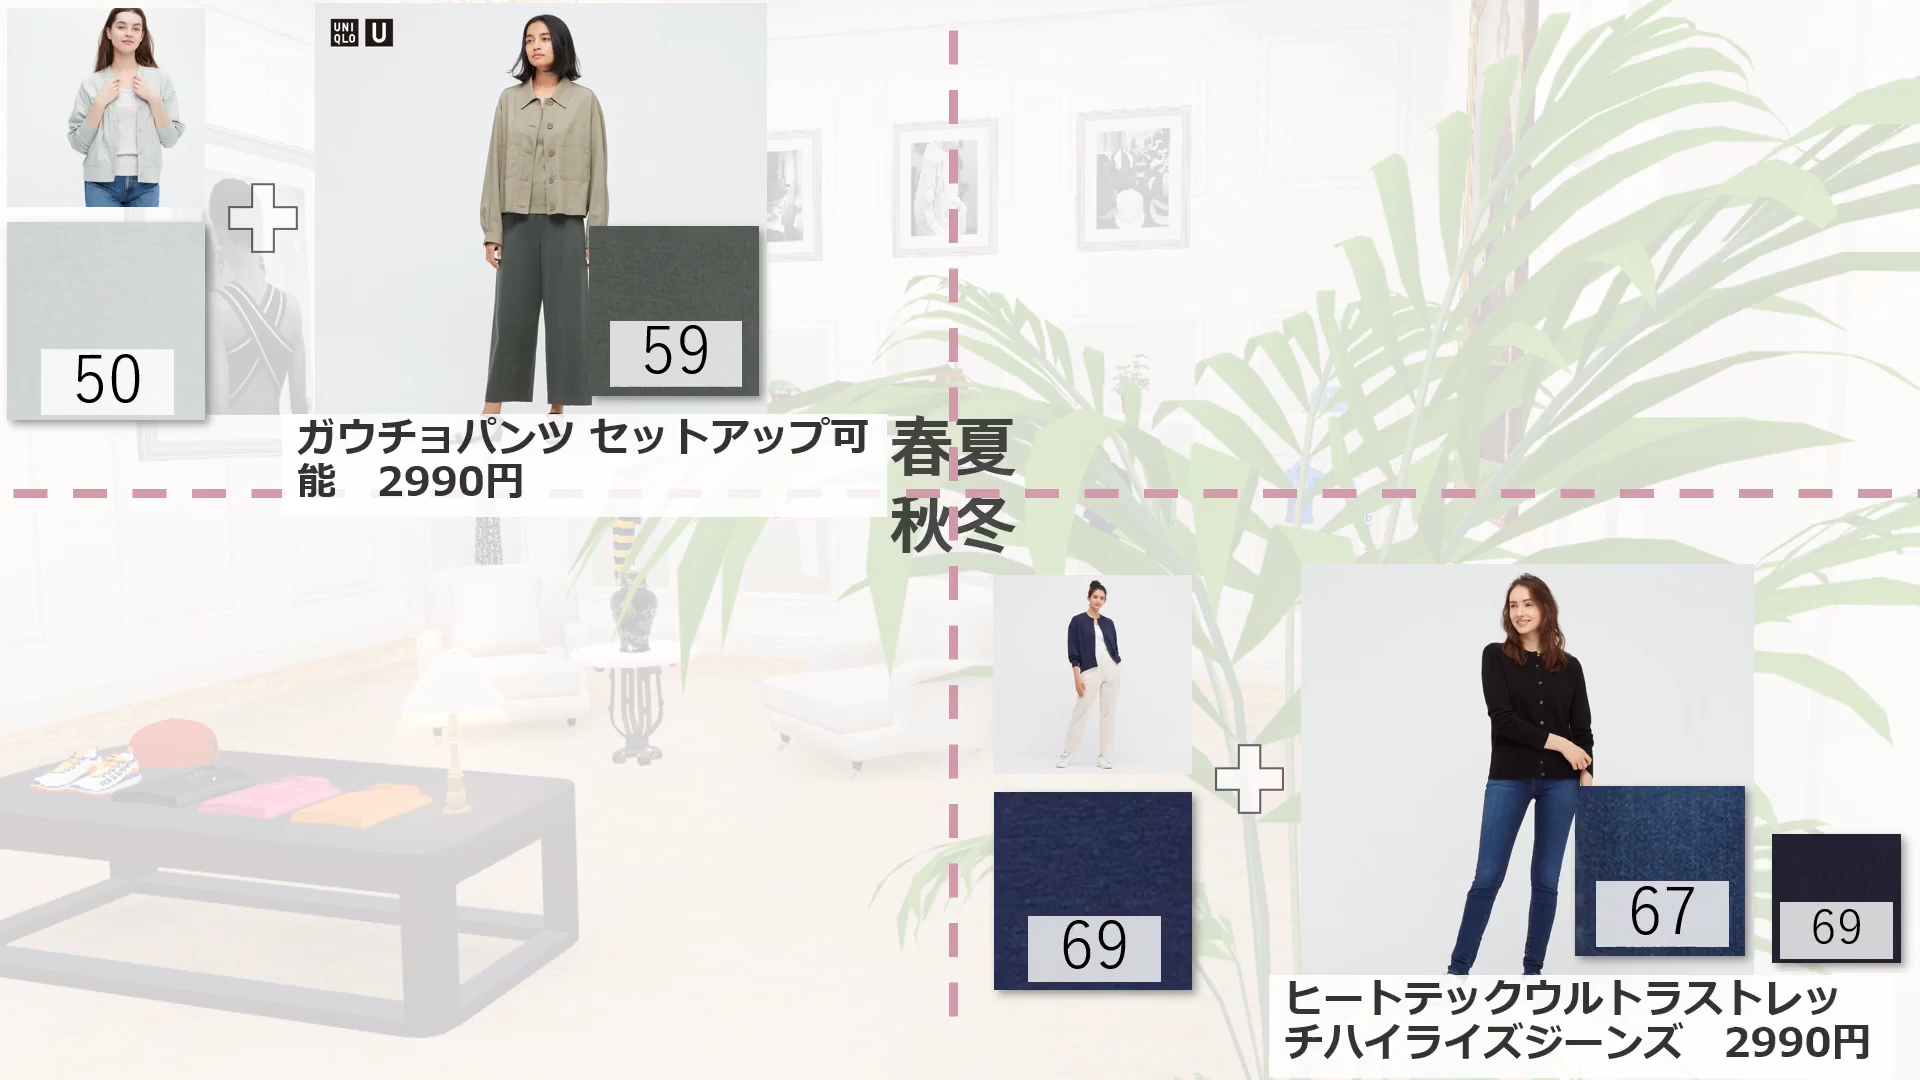 UNI
QLO
U
50
59
ガウチョパンツ セットアップ可
能　2990円
春夏
秋冬
69
67
69
ヒートテックウルトラストレッ
チハイライズジーンズ　2990円